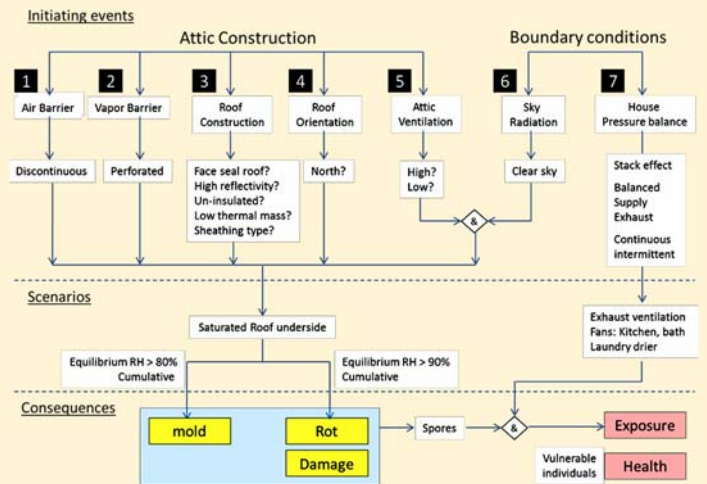 Initiating events
Attic Construction
Boundary conditions
1
2
3
4
5
6
7
Air Barrier
Vapor Barrier
Roof
Construction
Roof
Orientation
Attic
Ventilation
Sky
Radiation
House
Pressure balance
Discontinuous
Perforated
Face seal roof?
High reflectivity?
Un-insulated?
Low thermal mass?
Sheathing type?
North?
High?
Low?
Clear sky
Stack effect
Balanced
Supply
Exhaust
Continuous
intermittent
&
Scenarios
Saturated Roof underside
Exhaust ventilation
Fans: Kitchen, bath
Laundry drier
Equilibrium RH > 80%
Cumulative
Equilibrium RH > 90%
Cumulative
Consequences
mold
Rot
Damage
Spores
&
Exposure
Vulnerable
individuals
Health